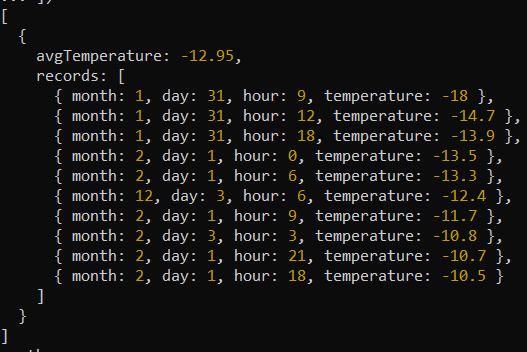 [
  {
    avgTemperature: -12.95,
    records: [
      { month: 1, day: 31, hour: 9, temperature: -18 },
      { month: 1, day: 31, hour: 12, temperature: -14.7 },
      { month: 1, day: 31, hour: 18, temperature: -13.9 },
      { month: 2, day: 1, hour: 0, temperature: -13.5 },
      { month: 2, day: 1, hour: 6, temperature: -13.3 },
      { month: 12, day: 3, hour: 6, temperature: -12.4 },
      { month: 2, day: 1, hour: 9, temperature: -11.7 },
      { month: 2, day: 3, hour: 3, temperature: -10.8 },
      { month: 2, day: 1, hour: 21, temperature: -10.7 },
      { month: 2, day: 1, hour: 18, temperature: -10.5 }
    ]
  }
]